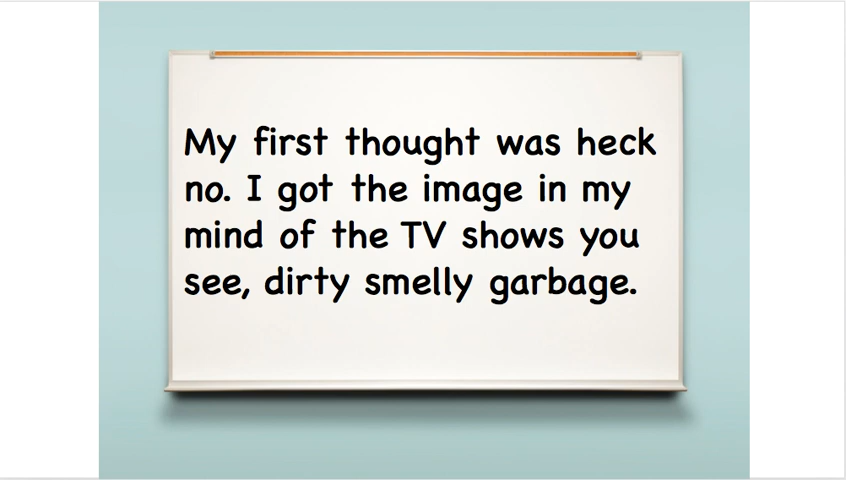 My first thought was heck
no. I got the image in my
mind of the TV shows you
see, dirty smelly garbage.